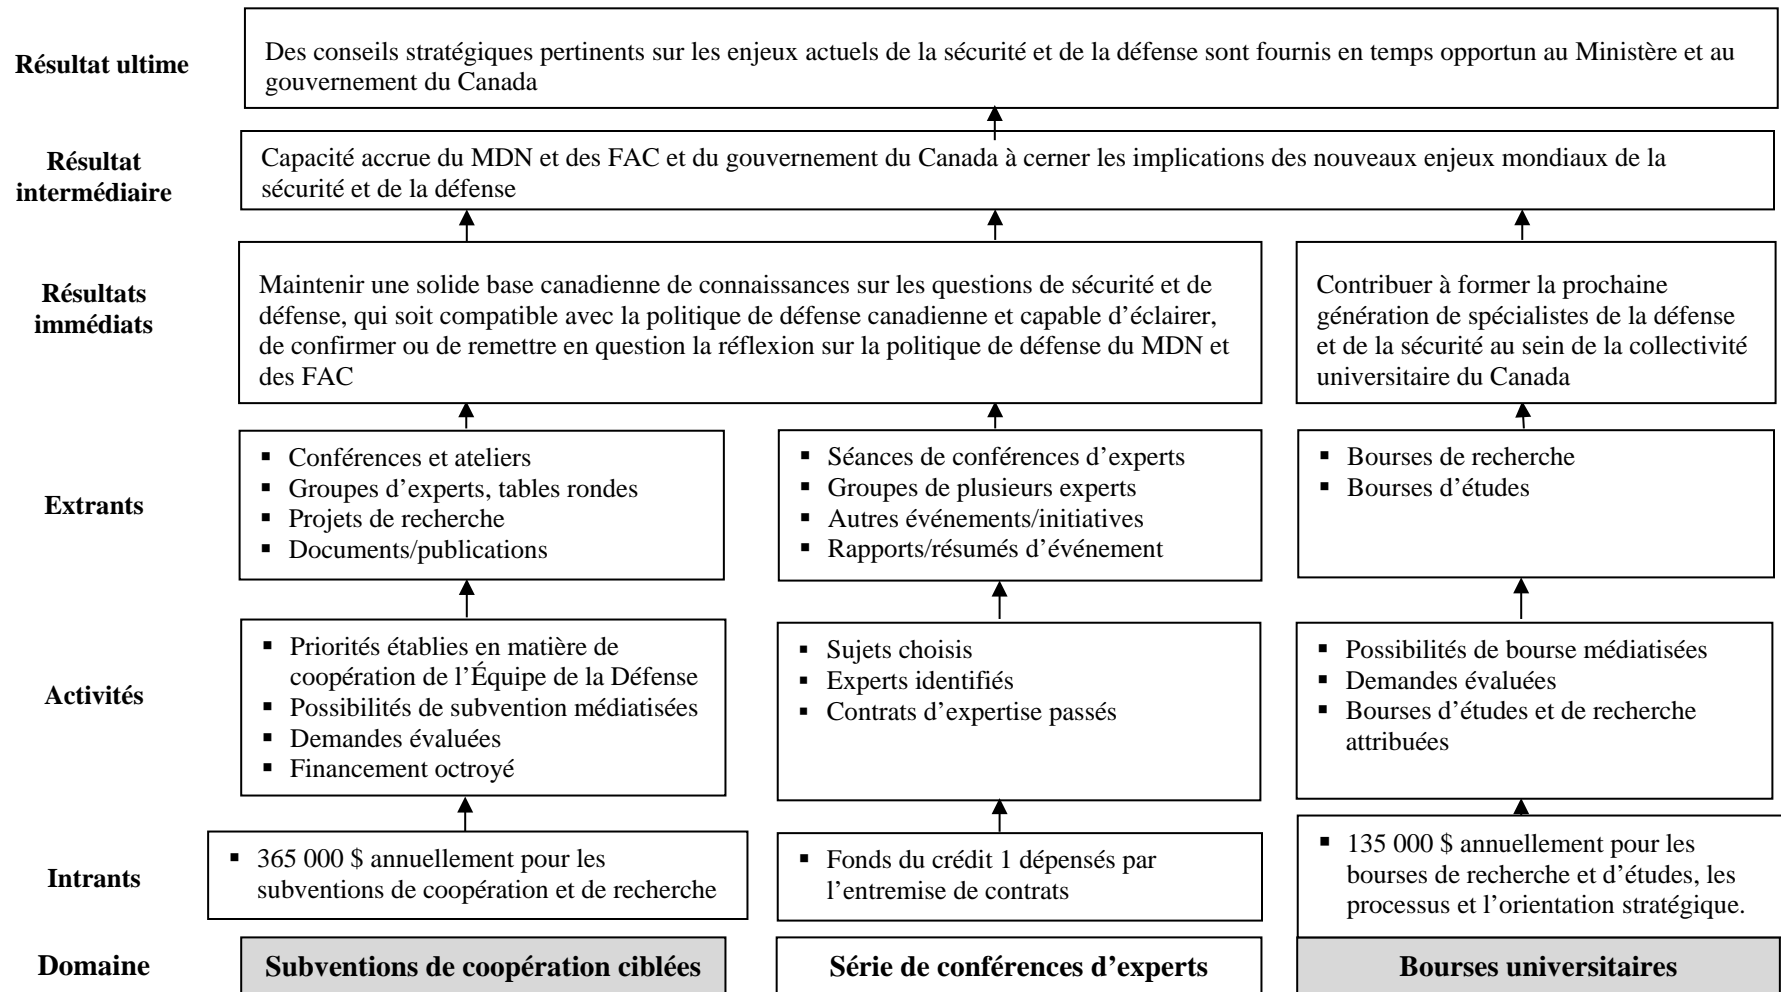 Résultat ultime
Des conseils stratégiques pertinents sur les enjeux actuels de la sécurité et de la défense sont fournis en temps opportun au Ministère et au
gouvernement du Canada
Résultat
intermédiaire
Capacité accrue du MDN et des FAC et du gouvernement du Canada à cerner les implications des nouveaux enjeux mondiaux de la
sécurité et de la défense
Résultats
immédiats
Maintenir une solide base canadienne de connaissances sur les questions de sécurité et de
défense, qui soit compatible avec la politique de défense canadienne et capable d’éclairer,
de confirmer ou de remettre en question la réflexion sur la politique de défense du MDN et
des FAC
Contribuer à former la prochaine
génération de spécialistes de la défense
et de la sécurité au sein de la collectivité
universitaire du Canada
Extrants
▪ Conférences et ateliers
▪ Groupes d’experts, tables rondes
▪ Projets de recherche
▪ Documents/publications
▪ Séances de conférences d’experts
▪ Groupes de plusieurs experts
▪ Autres événements/initiatives
▪ Rapports/résumés d’événement
▪ Bourses de recherche
▪ Bourses d’études
Activités
▪ Priorités établies en matière de
coopération de l’Équipe de la Défense
▪ Possibilités de subvention médiatisées
▪ Demandes évaluées
▪ Financement octroyé
▪ Sujets choisis
▪ Experts identifiés
▪ Contrats d’expertise passés
▪ Possibilités de bourse médiatisées
▪ Demandes évaluées
▪ Bourses d’études et de recherche
attribuées
Intrants
▪ 365 000 $ annuellement pour les
subventions de coopération et de recherche
▪ Fonds du crédit 1 dépensés par
l’entremise de contrats
▪ 135 000 $ annuellement pour les
bourses de recherche et d’études, les
processus et l’orientation stratégique.
Domaine
Subventions de coopération ciblées
Série de conférences d’experts
Bourses universitaires